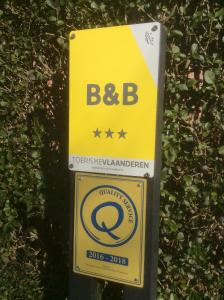 B&B
★★★
TOERISMEVLAANDEREN
QUALITY SERVICE
Q
2016 - 2018